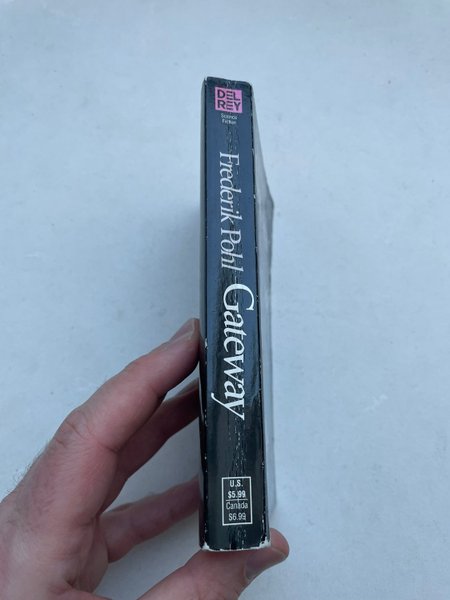 DEL
REY
Science
Fiction
Frederik Pohl Gateway
U.S.
$5.99
Canada
$6.99